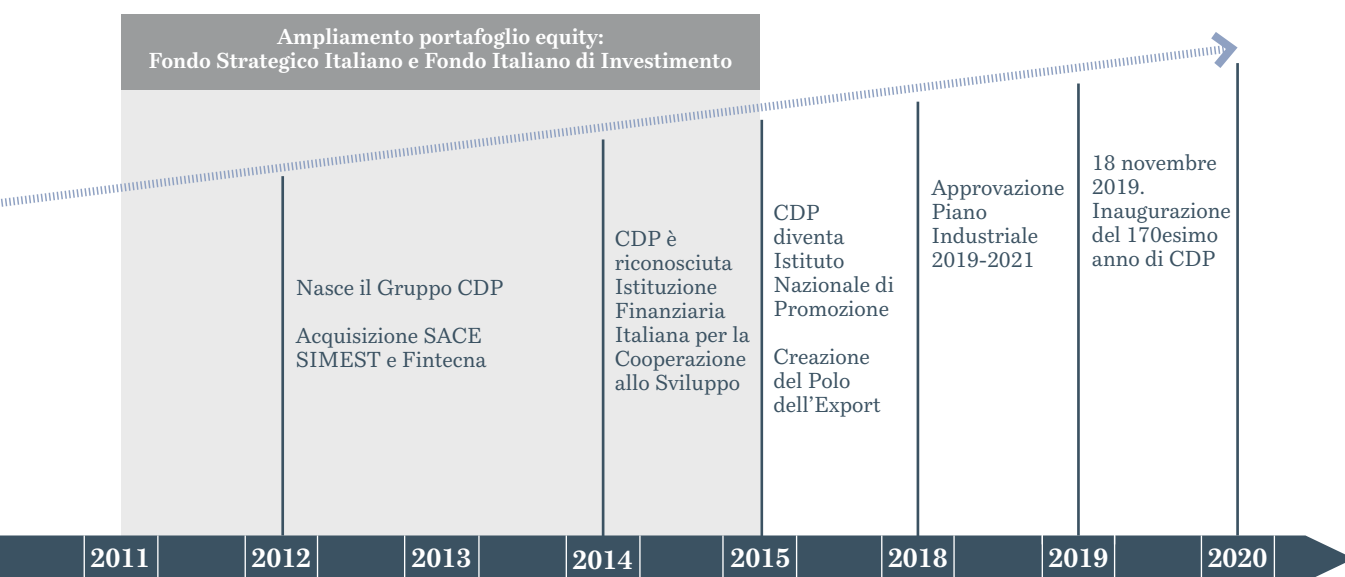 Ampliamento portafoglio equity:
Fondo Strategico Italiano e Fondo Italiano di Investimento
Nasce il Gruppo CDP
Acquisizione SACE
SIMEST e Fintecna
CDP è
riconosciuta
Istituzione
Finanziaria
Italiana per la
Cooperazione
allo Sviluppo
CDP
diventa
Istituto
Nazionale di
Promozione
Creazione
del Polo
dell’Export
Approvazione
Piano
Industriale
2019-2021
18 novembre
2019.
Inaugurazione
del 170esimo
anno di CDP
2011 2012 2013 2014 2015 2018 2019 2020